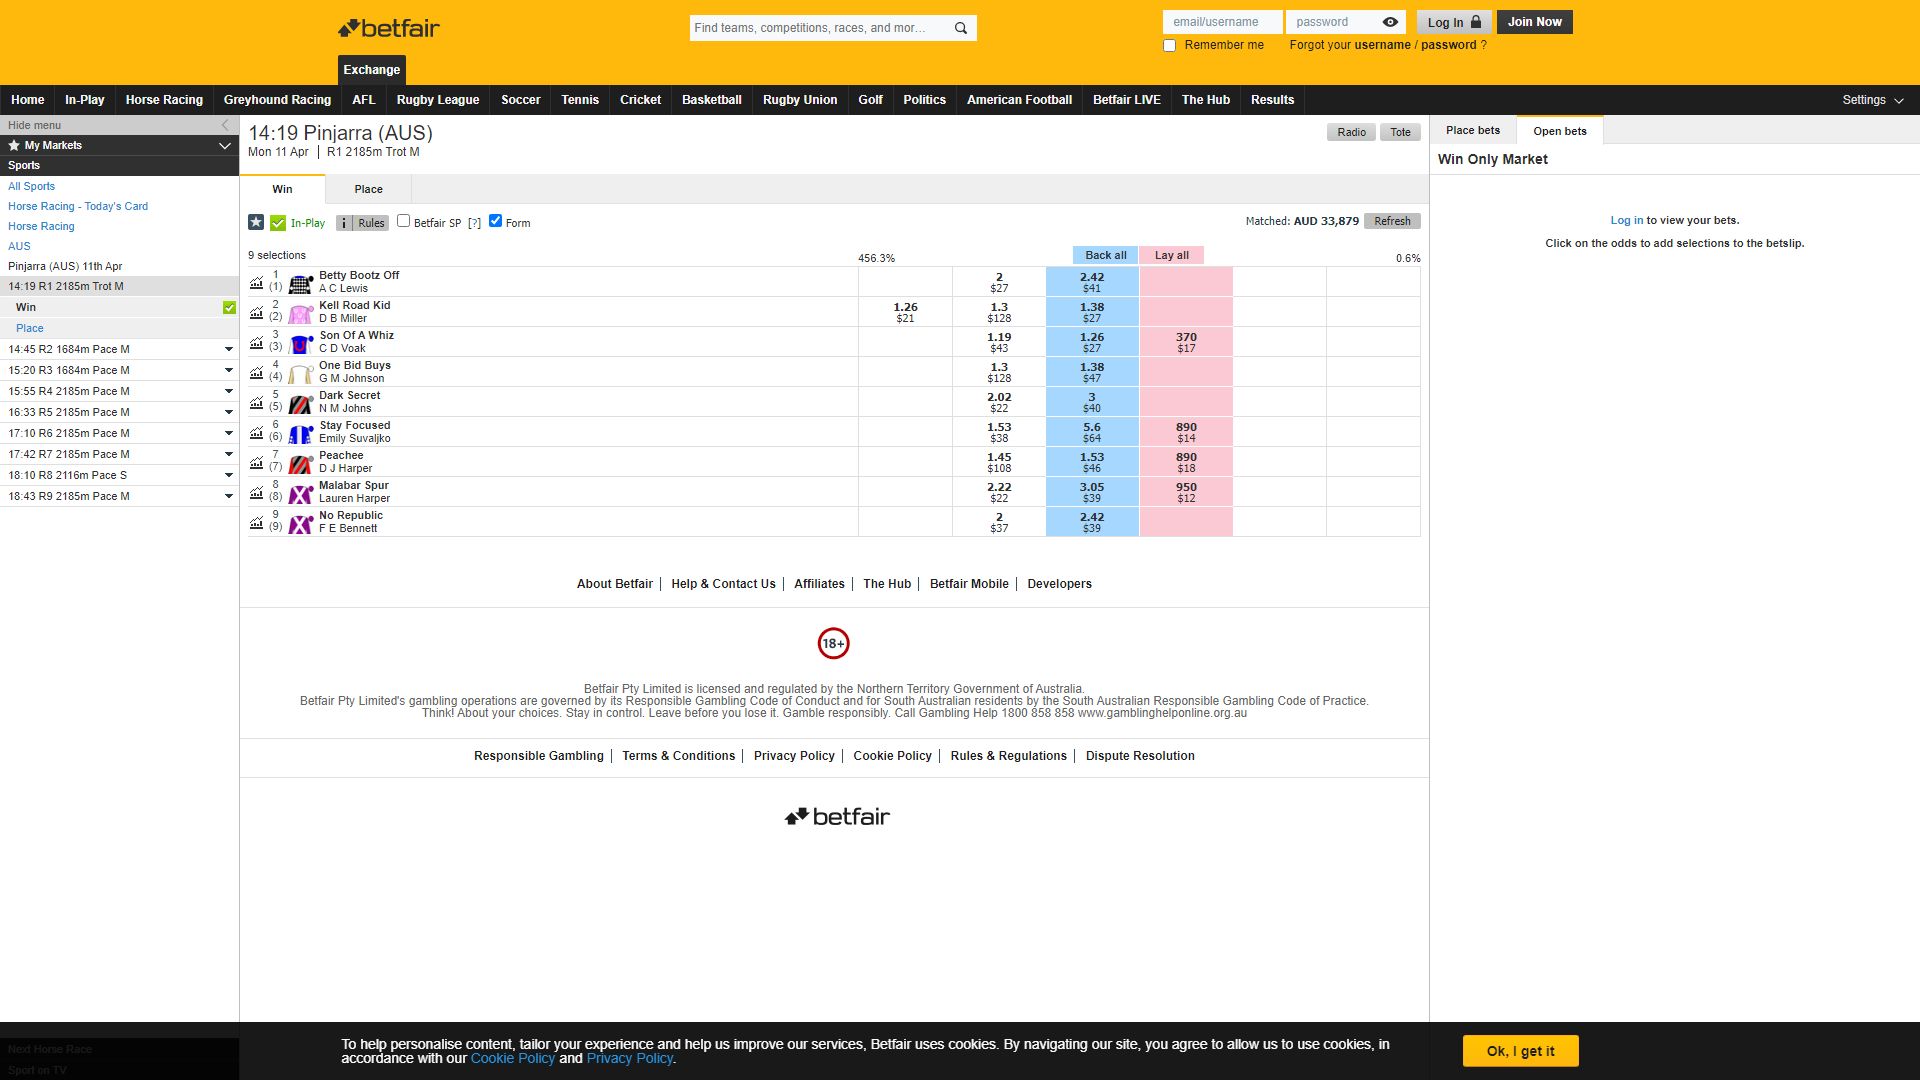 betfair
Find teams, competitions, races, and mor...
email/username
password
Log In
Join Now
Remember me
Forgot your username / password ?
Exchange
Home
In-Play
Horse Racing
Greyhound Racing
AFL
Rugby League
Soccer
Tennis
Cricket
Basketball
Rugby Union
Golf
Politics
American Football
Betfair LIVE
The Hub
Results
Settings
Hide menu
My Markets
Sports
All Sports
Horse Racing - Today's Card
Horse Racing
AUS
Pinjarra (AUS) 11th Apr
14:19 R1 2185m Trot M
Win
Place
14:45 R2 1684m Pace M
15:20 R3 1684m Pace M
15:55 R4 2185m Pace M
16:33 R5 2185m Pace M
17:10 R6 2185m Pace M
17:42 R7 2185m Pace M
18:10 R8 2116m Pace S
18:43 R9 2185m Pace M
Next Horse Race
Sport on TV
14:19 Pinjarra (AUS)
Mon 11 Apr | R1 2185m Trot M
Radio
Tote
Win
Place
In-Play
i Rules
Betfair SP [?]
Form
Matched: AUD 33,879
Refresh
9 selections
456.3%
Back all
Lay all
0.6%
1 Betty Bootz Off 2 2.42
(1) A C Lewis $27 $41
2 Kell Road Kid 1.26 1.3 1.38
(2) D B Miller $21 $128 $27
3 Son Of A Whiz 1.19 1.26 370
(3) C D Voak $43 $27 $17
4 One Bid Buys 1.3 1.38
(4) G M Johnson $128 $47
5 Dark Secret 2.02 3
(5) N M Johns $22 $40
6 Stay Focused 1.53 5.6 890
(6) Emily Suvaljko $38 $64 $14
7 Peachee 1.45 1.53 890
(7) D J Harper $108 $46 $18
8 Malabar Spur 2.22 3.05 950
(8) Lauren Harper $22 $39 $12
9 No Republic 2 2.42
(9) F E Bennett $37 $39
About Betfair | Help & Contact Us | Affiliates | The Hub | Betfair Mobile | Developers
18+
Betfair Pty Limited is licensed and regulated by the Northern Territory Government of Australia.
Betfair Pty Limited's gambling operations are governed by its Responsible Gambling Code of Conduct and for South Australian residents by the South Australian Responsible Gambling Code of Practice.
Think! About your choices. Stay in control. Leave before you lose it. Gamble responsibly. Call Gambling Help 1800 858 858 www.gamblinghelponline.org.au
Responsible Gambling | Terms & Conditions | Privacy Policy | Cookie Policy | Rules & Regulations | Dispute Resolution
betfair
Place bets
Open bets
Win Only Market
Log in to view your bets.
Click on the odds to add selections to the betslip.
To help personalise content, tailor your experience and help us improve our services, Betfair uses cookies. By navigating our site, you agree to allow us to use cookies, in
accordance with our Cookie Policy and Privacy Policy.
Ok, I get it